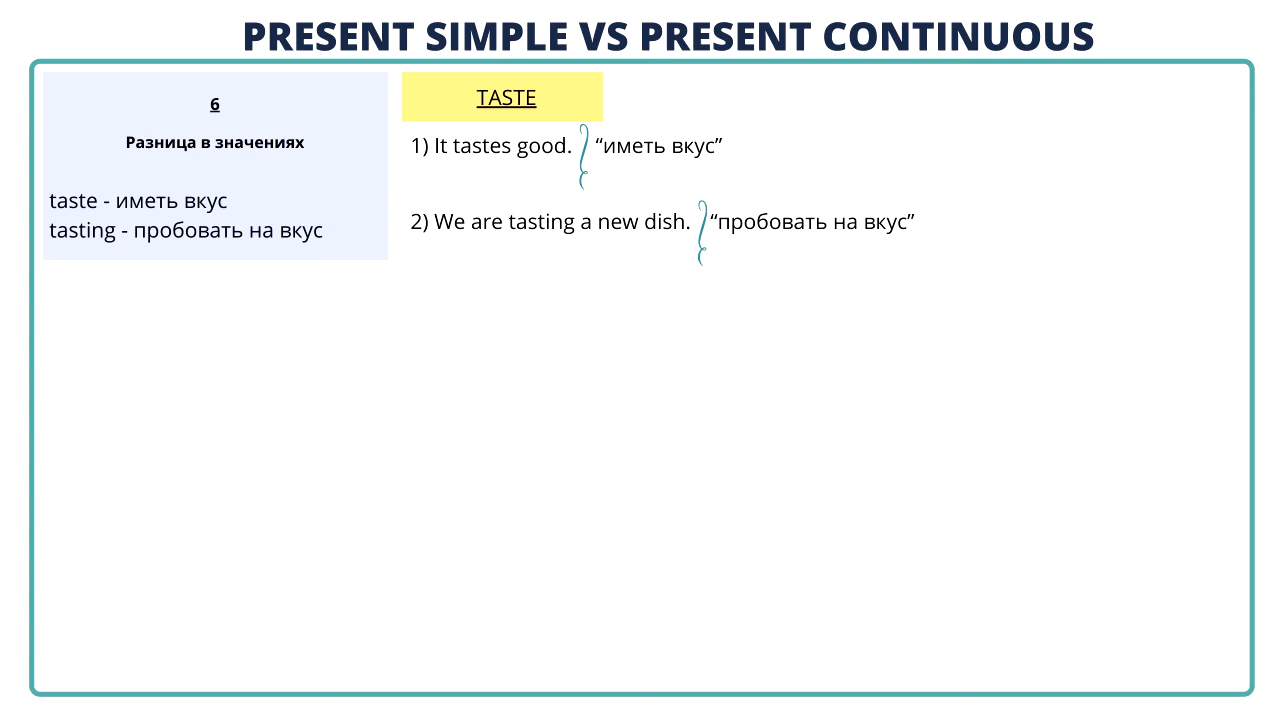 PRESENT SIMPLE VS PRESENT CONTINUOUS
6
Разница в значениях
taste - иметь вкус
tasting - пробовать на вкус
TASTE
1) It tastes good. “иметь вкус”
2) We are tasting a new dish. “пробовать на вкус”